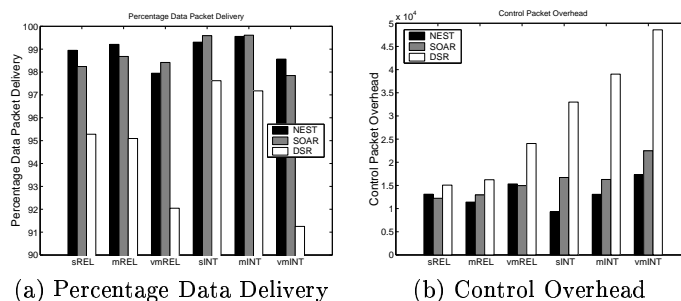 Percentage Data Packet Delivery
100
99
98
97
96
95
94
93
92
91
90
Percentage Data Packet Delivery
NEST
SOAR
DSR
sREL mREL vmREL sINT mINT vmINT
(a) Percentage Data Delivery
Control Packet Overhead
x 10^4
5
4.5
4
3.5
3
2.5
2
1.5
1
0.5
0
Control Packet Overhead
NEST
SOAR
DSR
sREL mREL vmREL sINT mINT vmINT
(b) Control Overhead